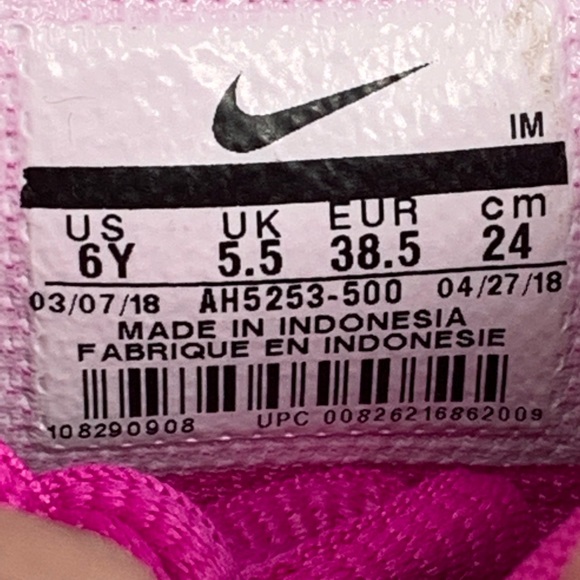 IM
US UK EUR cm
6Y 5.5 38.5 24
03/07/18 AH5253-500 04/27/18
MADE IN INDONESIA
FABRIQUE EN INDONESIE
108290908 UPC 00826216862009